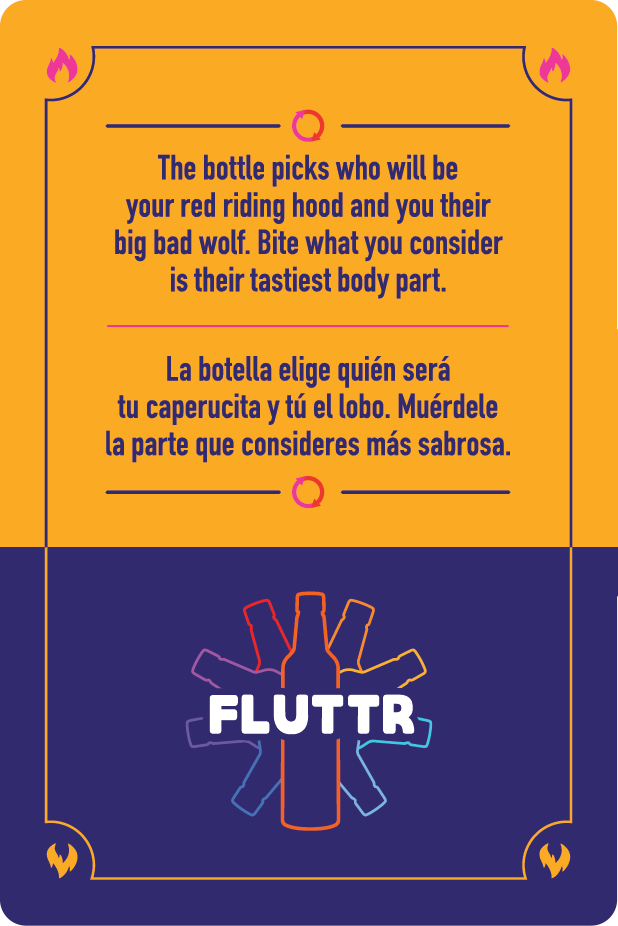 The bottle picks who will be
your red riding hood and you their
big bad wolf. Bite what you consider
is their tastiest body part.
La botella elige quién será
tu caperucita y tú el lobo. Muérdele
la parte que consideres más sabrosa.
FLUTTR